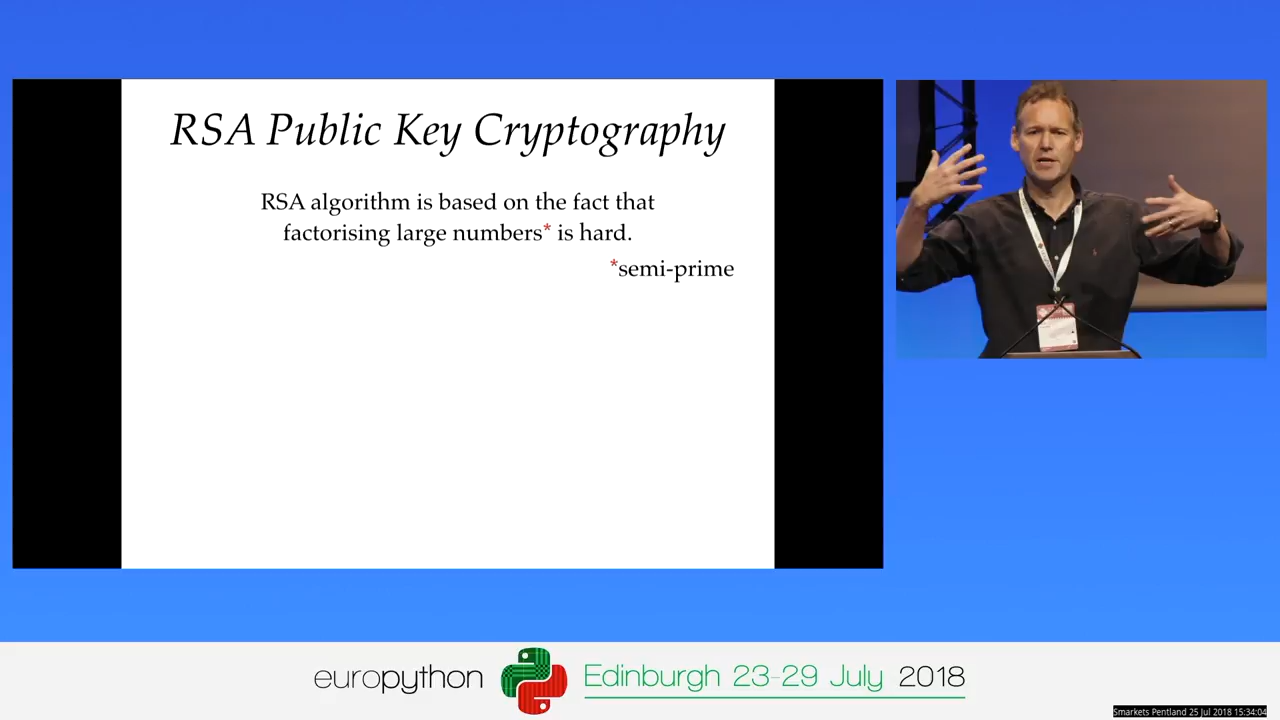 RSA Public Key Cryptography
RSA algorithm is based on the fact that
factorising large numbers* is hard.
*semi-prime
europython
Edinburgh 23-29 July 2018
Smarkets Pentland 25 Jul 2018 15:34:04